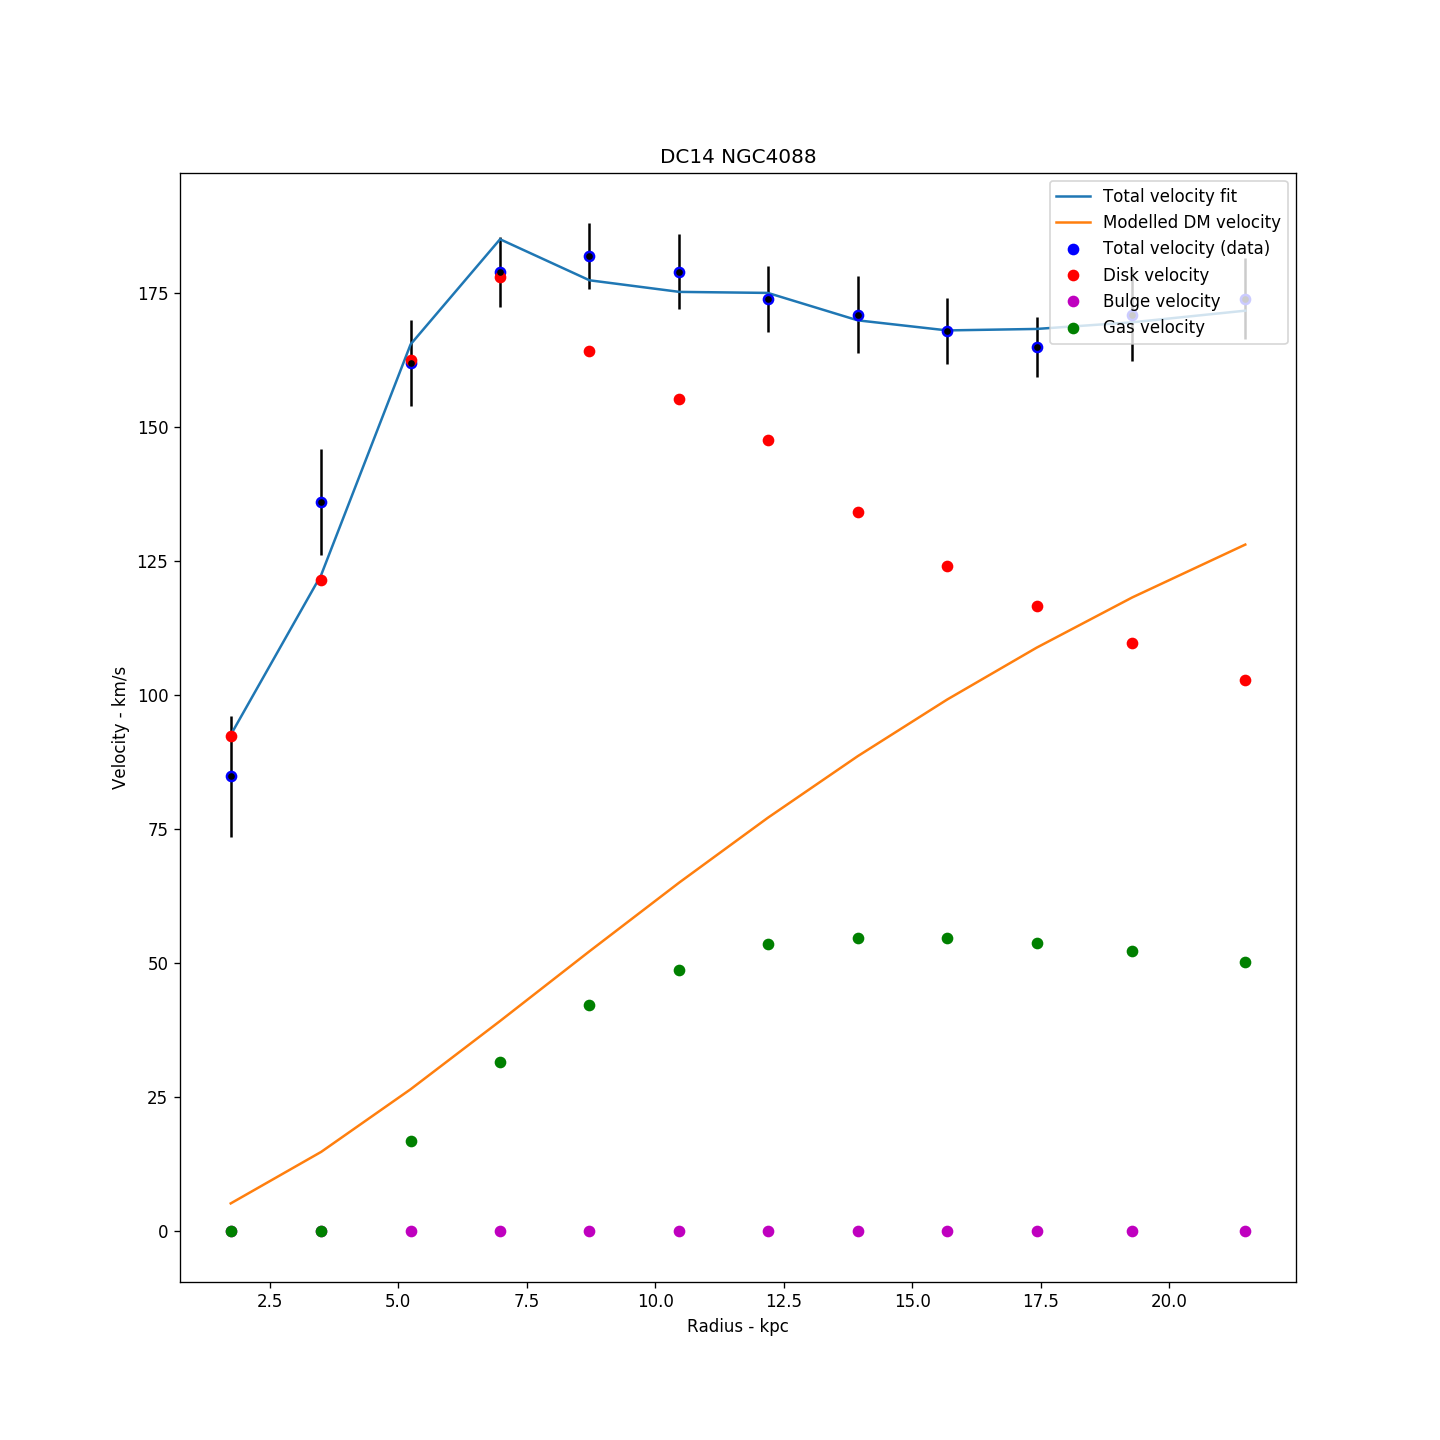 DC14 NGC4088
Total velocity fit
Modelled DM velocity
Total velocity (data)
Disk velocity
Bulge velocity
Gas velocity
175
150
125
100
75
50
25
0
Velocity - km/s
2.5 5.0 7.5 10.0 12.5 15.0 17.5 20.0
Radius - kpc